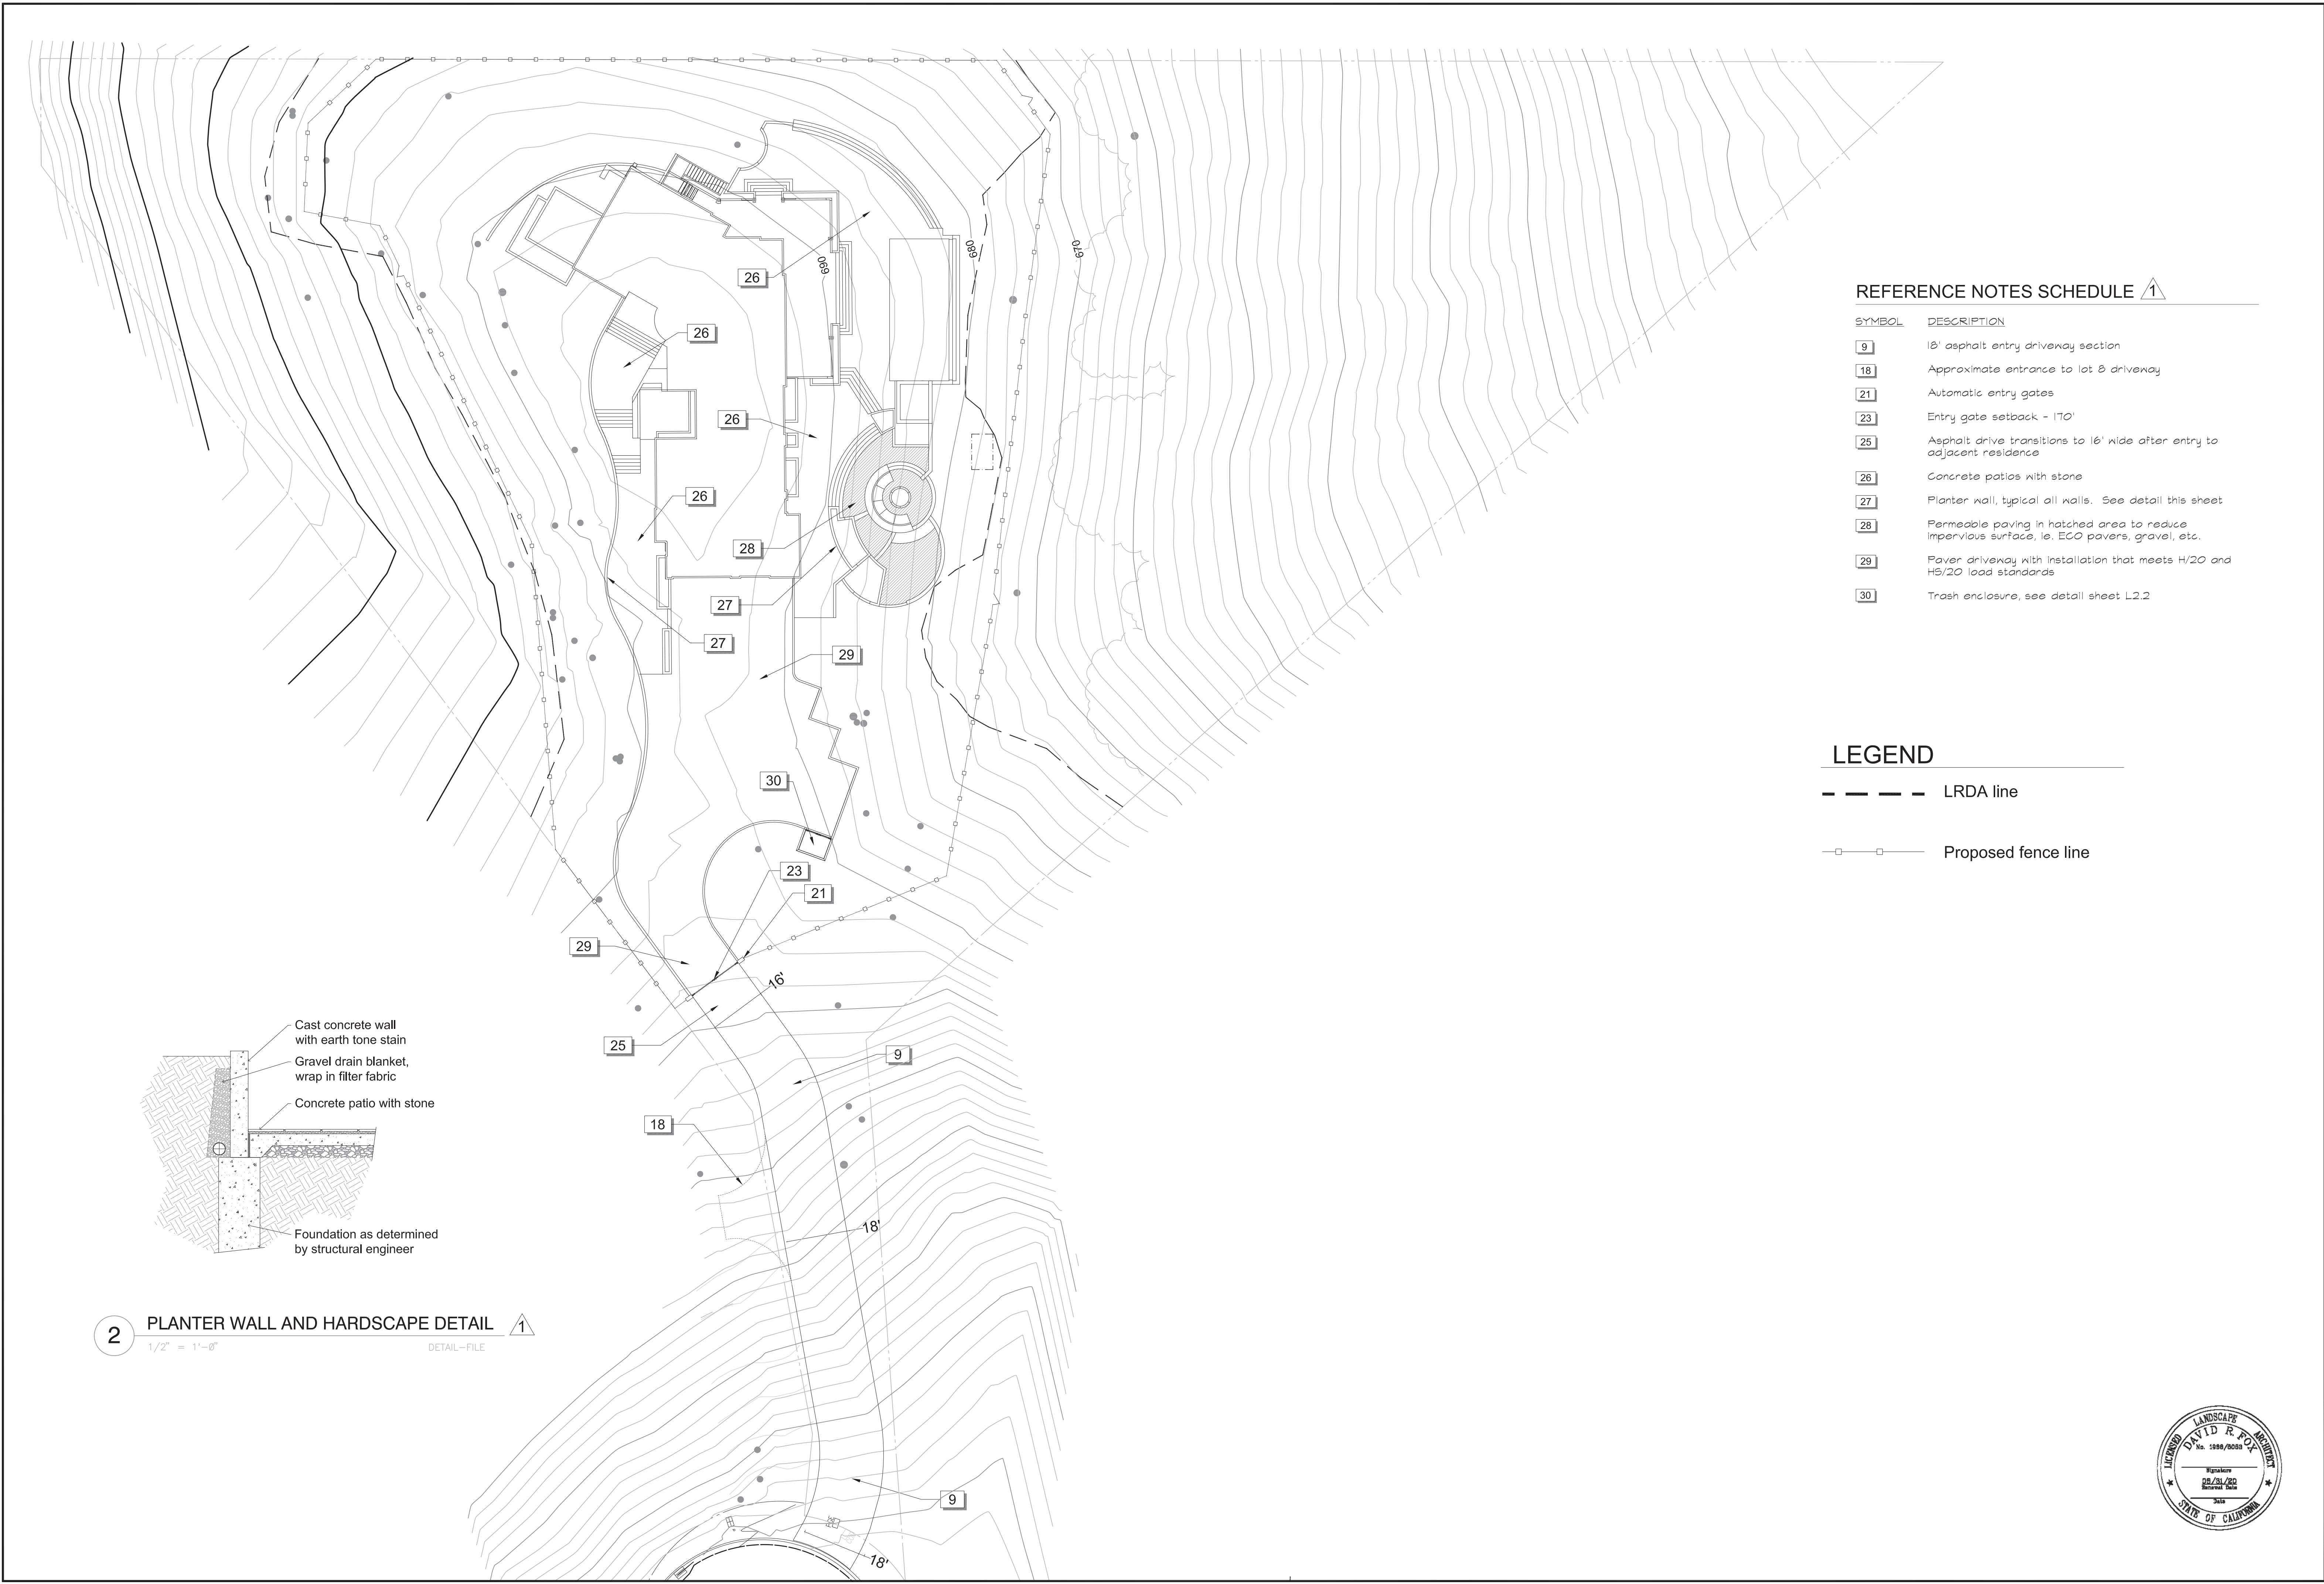 690
680
670
26
26
26
26
28
27
27
29
30
23
21
29
16'
25
9
18
18'
9
18'
REFERENCE NOTES SCHEDULE 1
SYMBOL DESCRIPTION
9 18' asphalt entry driveway section
18 Approximate entrance to lot 8 driveway
21 Automatic entry gates
23 Entry gate setback - 170'
25 Asphalt drive transitions to 16' wide after entry to
adjacent residence
26 Concrete patios with stone
27 Planter wall, typical all walls. See detail this sheet
28 Permeable paving in hatched area to reduce
impervious surface, ie. ECO pavers, gravel, etc.
29 Paver driveway with installation that meets H/20 and
HS/20 load standards
30 Trash enclosure, see detail sheet L2.2
LEGEND
LRDA line
Proposed fence line
Cast concrete wall
with earth tone stain
Gravel drain blanket,
wrap in filter fabric
Concrete patio with stone
Foundation as determined
by structural engineer
2 PLANTER WALL AND HARDSCAPE DETAIL 1
1/2" = 1'-0" DETAIL-FILE
LICENSED LANDSCAPE ARCHITECT
DAVID R. FOX
Signature
08/31/20
Renewal Date
Date
STATE OF CALIFORNIA